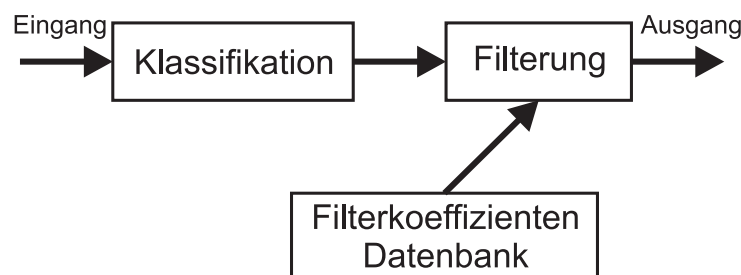 Eingang
Klassifikation
Filterung
Ausgang
Filterkoeffizienten
Datenbank